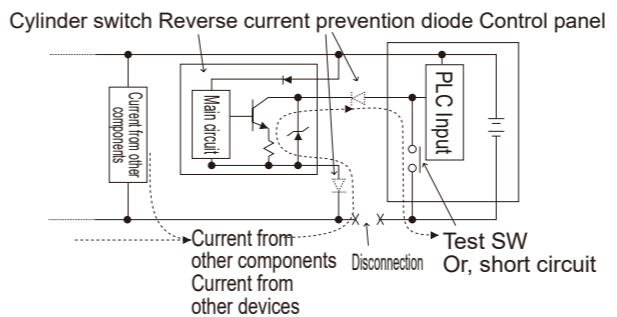 Cylinder switch Reverse current prevention diode Control panel
Current from other
components
Main circuit
PLC Input
Current from
other components
Current from
other devices
Disconnection
Test SW
Or, short circuit